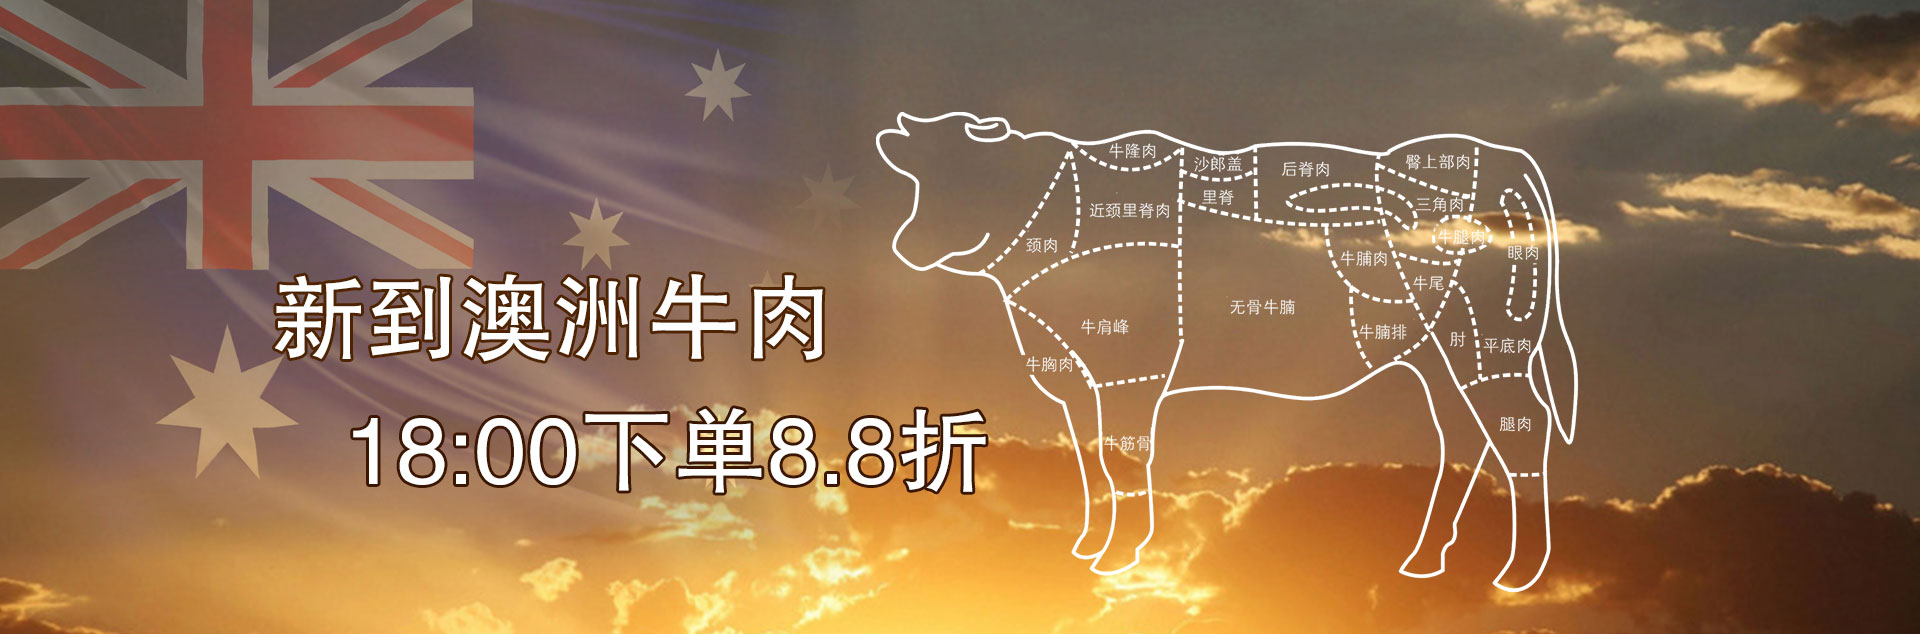 新到澳洲牛肉
18:00下单8.8折
牛隆肉
沙郎盖
后脊肉
臀上部肉
里脊
近颈里脊肉
三角肉
颈肉
牛腿肉
牛脯肉
眼肉
牛尾
无骨牛腩
牛肩峰
牛腩排
肘
平底肉
牛胸肉
腿肉
牛筋骨